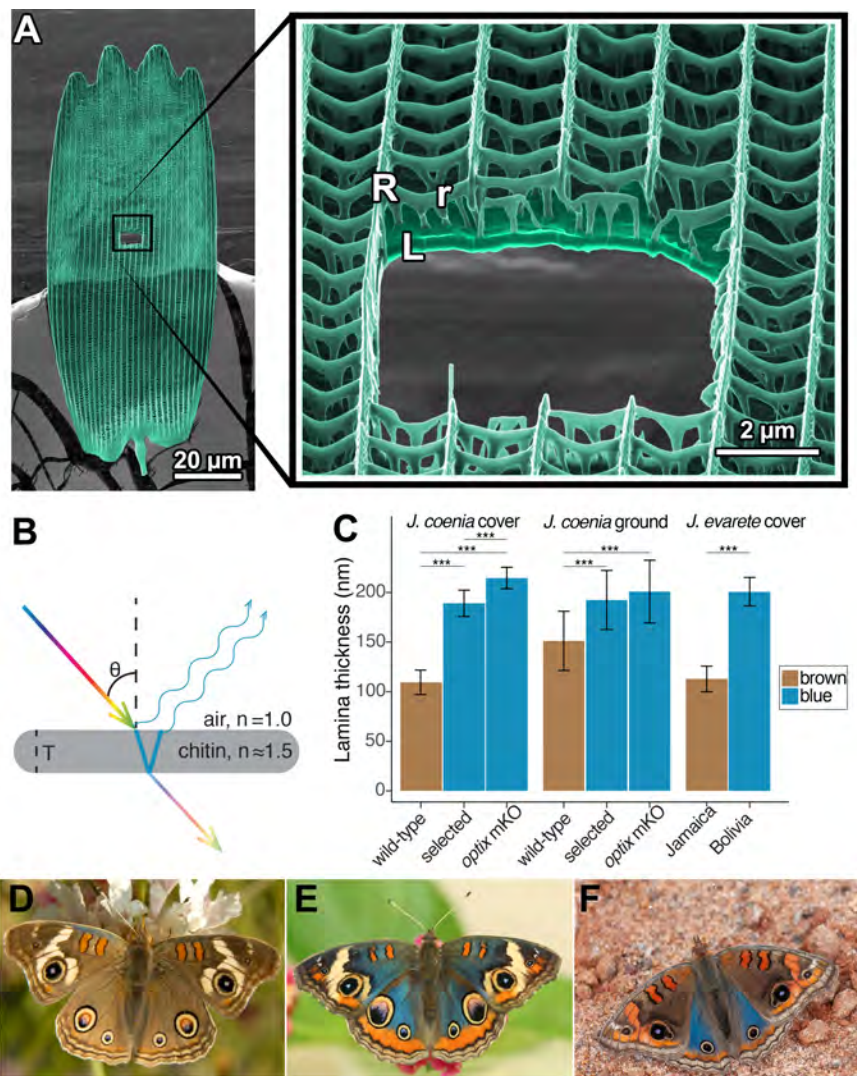 A
R
r
L
20 µm
2 µm
B
θ
air, n=1.0
T
chitin, n≈1.5
C
J. coenia cover
J. coenia ground
J. evarete cover
***
***
***
***
***
***
Lamina thickness (nm)
200
150
100
50
0
brown
blue
wild-type
selected
optix mKO
wild-type
selected
optix mKO
Jamaica
Bolivia
D
E
F